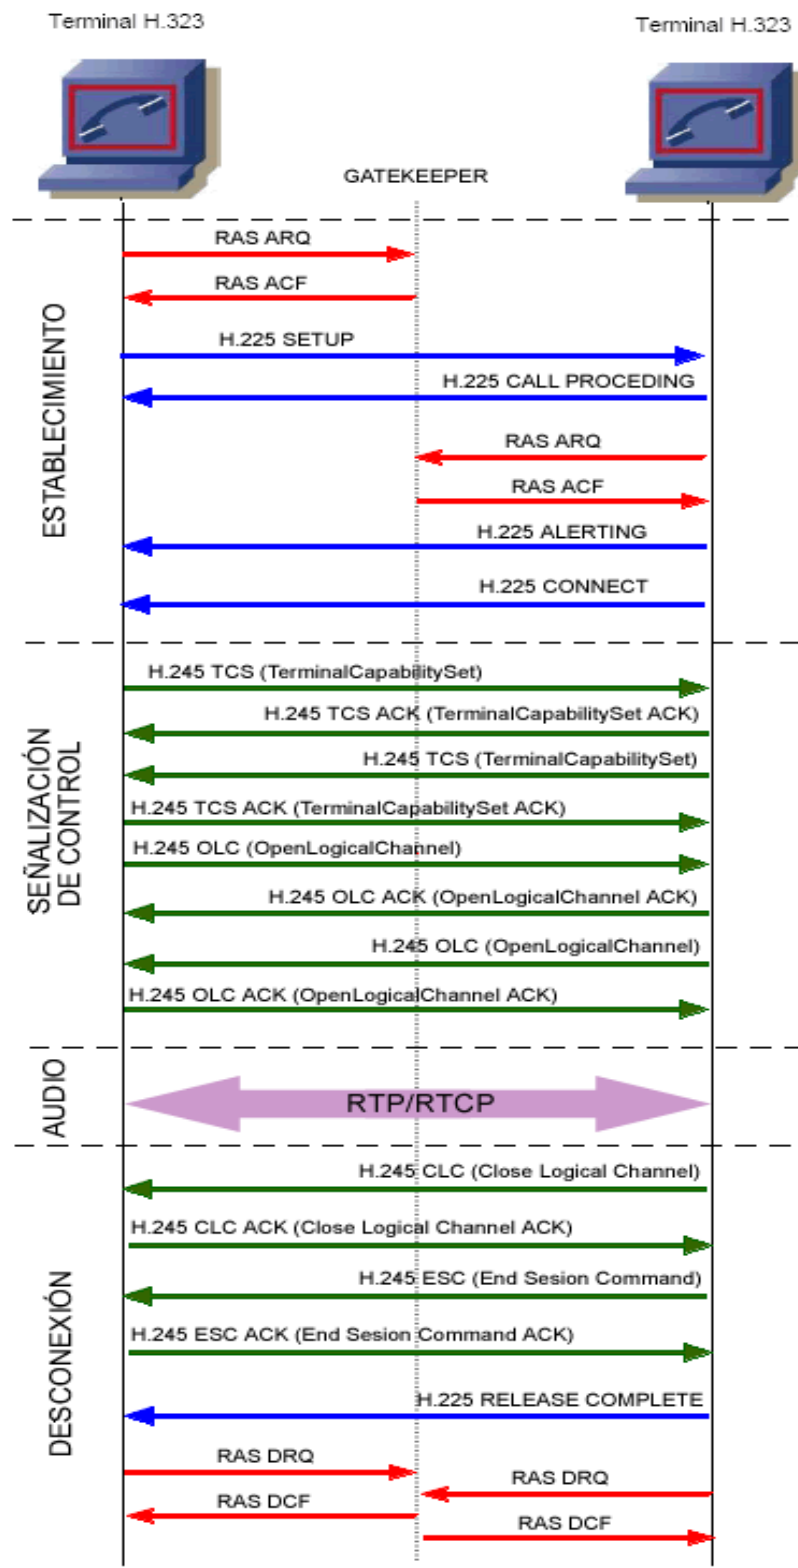 Terminal H.323
Terminal H.323
GATEKEEPER
ESTABLECIMIENTO
RAS ARQ
RAS ACF
H.225 SETUP
H.225 CALL PROCEDING
RAS ARQ
RAS ACF
H.225 ALERTING
H.225 CONNECT
SEÑALIZACIÓN
DE CONTROL
H.245 TCS (TerminalCapabilitySet)
H.245 TCS ACK (TerminalCapabilitySet ACK)
H.245 TCS (TerminalCapabilitySet)
H.245 TCS ACK (TerminalCapabilitySet ACK)
H.245 OLC (OpenLogicalChannel)
H.245 OLC ACK (OpenLogicalChannel ACK)
H.245 OLC (OpenLogicalChannel)
H.245 OLC ACK (OpenLogicalChannel ACK)
AUDIO
RTP/RTCP
DESCONEXIÓN
H.245 CLC (Close Logical Channel)
H.245 CLC ACK (Close Logical Channel ACK)
H.245 ESC (End Sesion Command)
H.245 ESC ACK (End Sesion Command ACK)
H.225 RELEASE COMPLETE
RAS DRQ
RAS DRQ
RAS DCF
RAS DCF